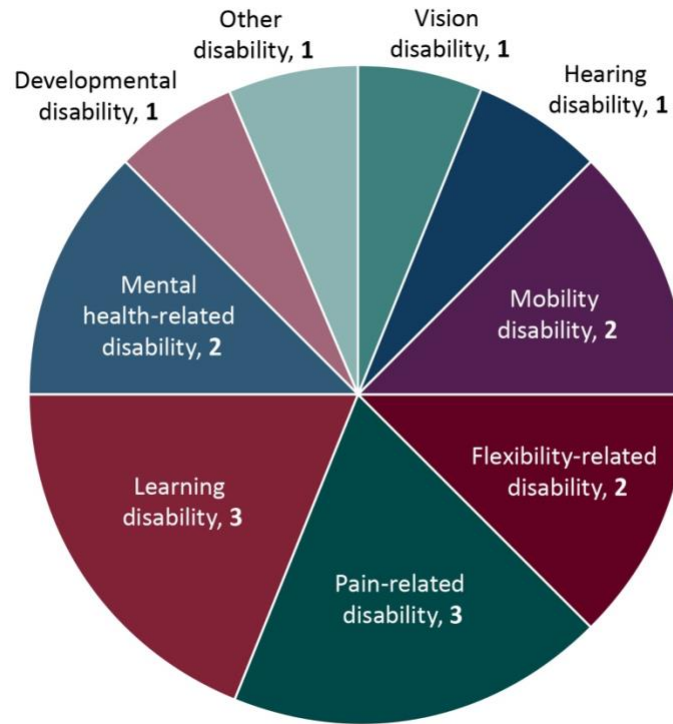 Other
disability, 1
Vision
disability, 1
Hearing
disability, 1
Developmental
disability, 1
Mental
health-related
disability, 2
Mobility
disability, 2
Flexibility-related
disability, 2
Learning
disability, 3
Pain-related
disability, 3